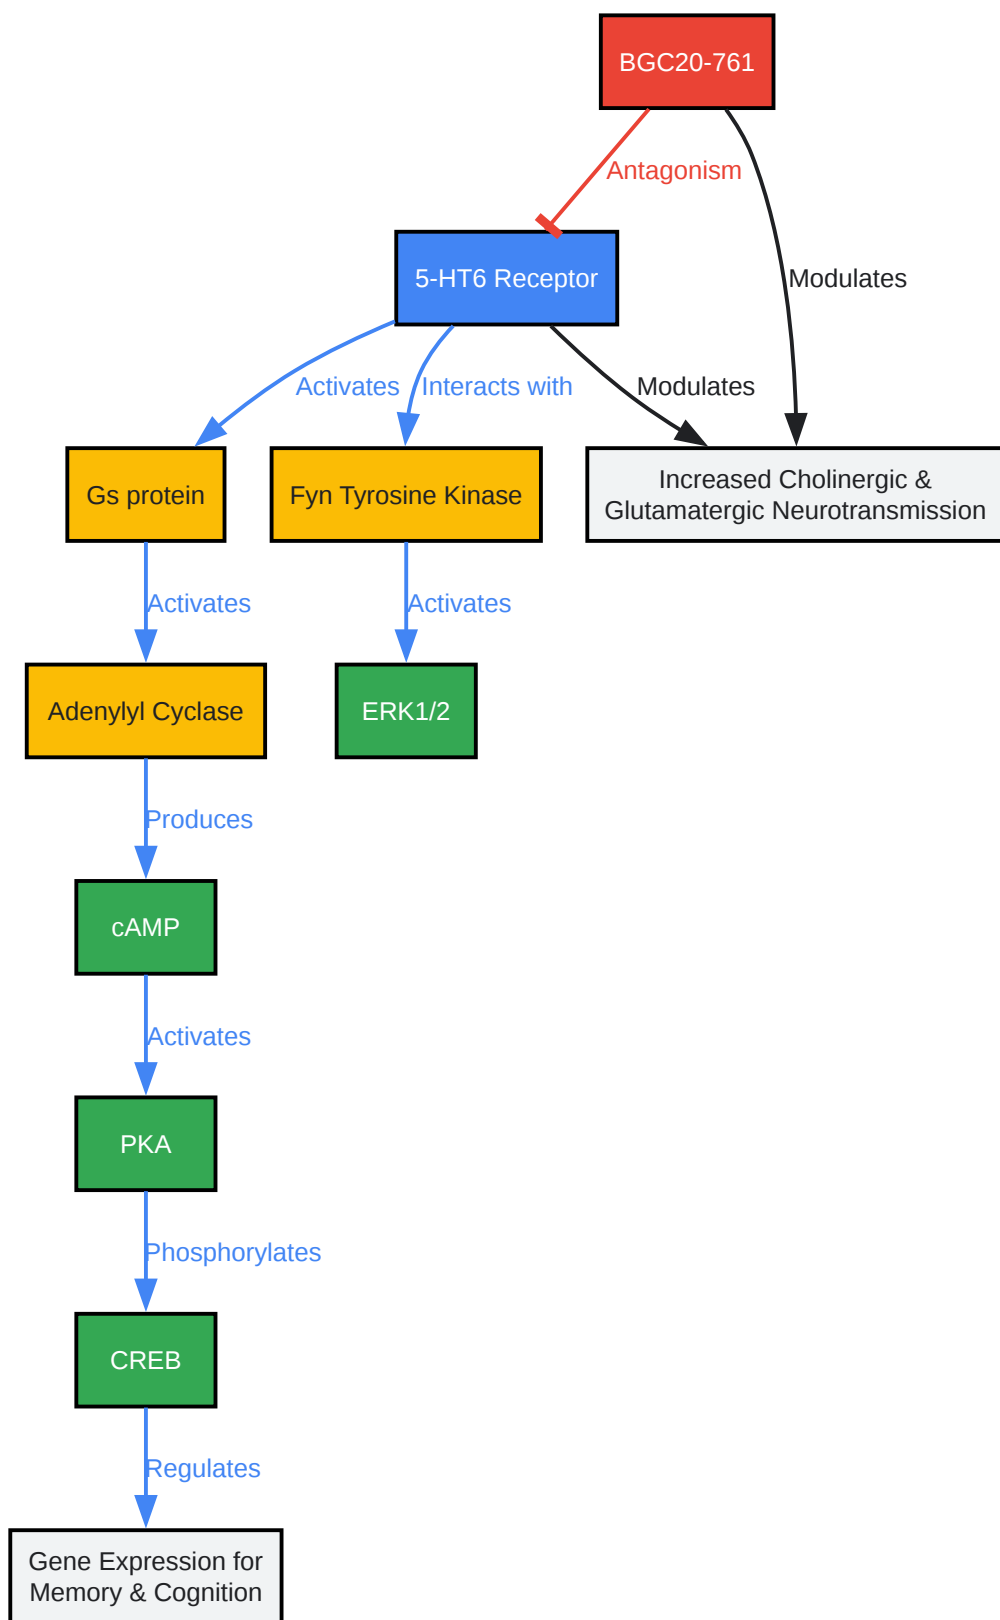 BGC20-761
Antagonism
5-HT6 Receptor
Modulates
Activates
Interacts with
Modulates
Gs protein
Fyn Tyrosine Kinase
Increased Cholinergic &
Glutamatergic Neurotransmission
Activates
Activates
Adenylyl Cyclase
ERK1/2
Produces
cAMP
Activates
PKA
Phosphorylates
CREB
Regulates
Gene Expression for
Memory & Cognition